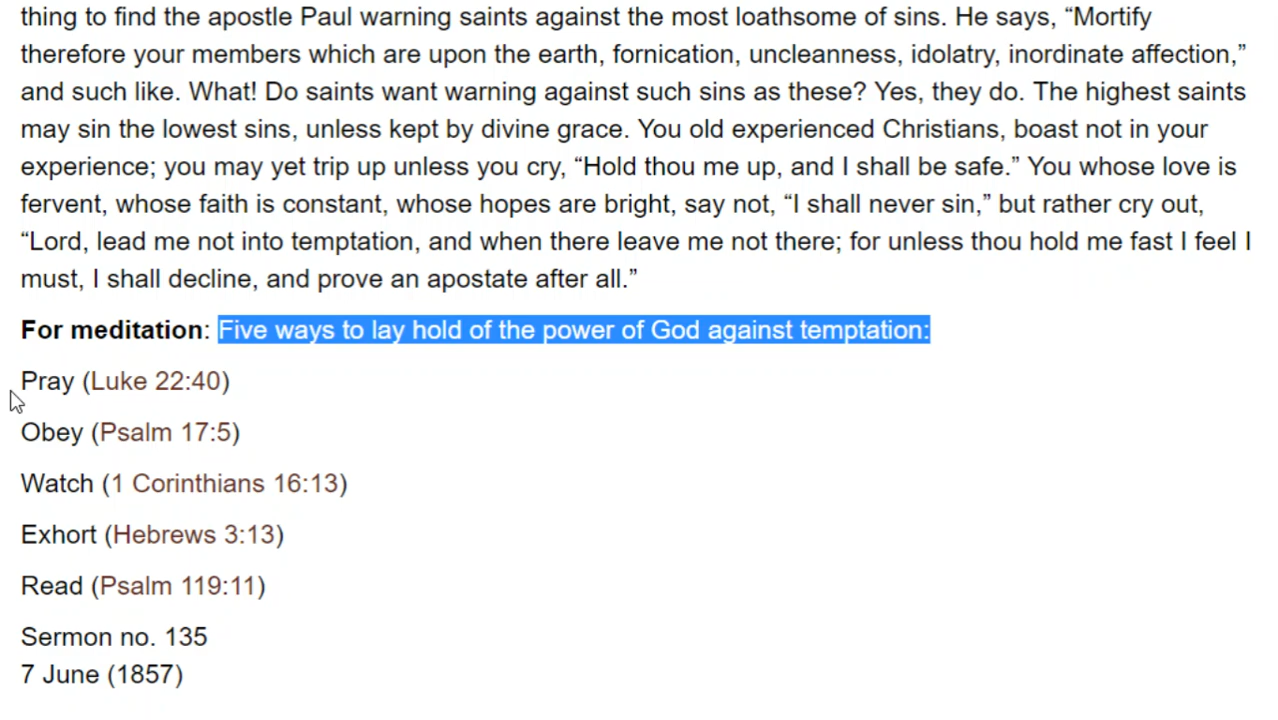 thing to find the apostle Paul warning saints against the most loathsome of sins. He says, “Mortify
therefore your members which are upon the earth, fornication, uncleanness, idolatry, inordinate affection,”
and such like. What! Do saints want warning against such sins as these? Yes, they do. The highest saints
may sin the lowest sins, unless kept by divine grace. You old experienced Christians, boast not in your
experience; you may yet trip up unless you cry, “Hold thou me up, and I shall be safe.” You whose love is
fervent, whose faith is constant, whose hopes are bright, say not, “I shall never sin,” but rather cry out,
“Lord, lead me not into temptation, and when there leave me not there; for unless thou hold me fast I feel I
must, I shall decline, and prove an apostate after all.”
For meditation: Five ways to lay hold of the power of God against temptation:
Pray (Luke 22:40)
Obey (Psalm 17:5)
Watch (1 Corinthians 16:13)
Exhort (Hebrews 3:13)
Read (Psalm 119:11)
Sermon no. 135
7 June (1857)